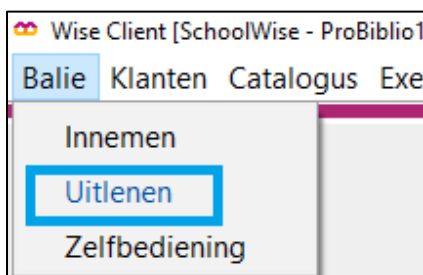 Wise Client [SchoolWise - ProBiblio1
Balie Klanten Catalogus Exe
Innemen
Uitlenen
Zelfbediening